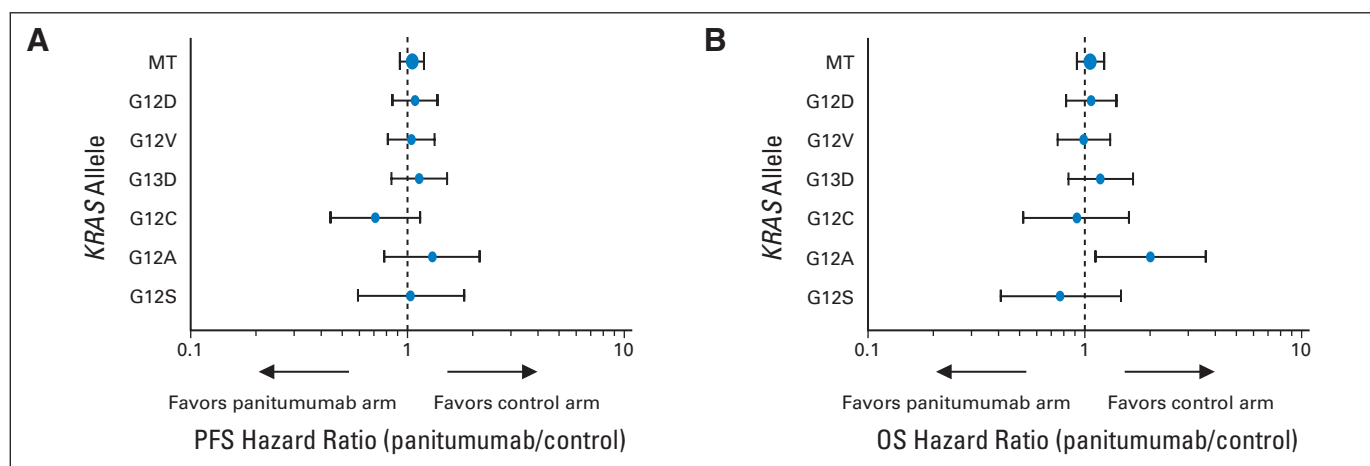 A
KRAS Allele
MT
G12D
G12V
G13D
G12C
G12A
G12S
0.1 1 10
Favors panitumumab arm Favors control arm
PFS Hazard Ratio (panitumumab/control)
B
KRAS Allele
MT
G12D
G12V
G13D
G12C
G12A
G12S
0.1 1 10
Favors panitumumab arm Favors control arm
OS Hazard Ratio (panitumumab/control)